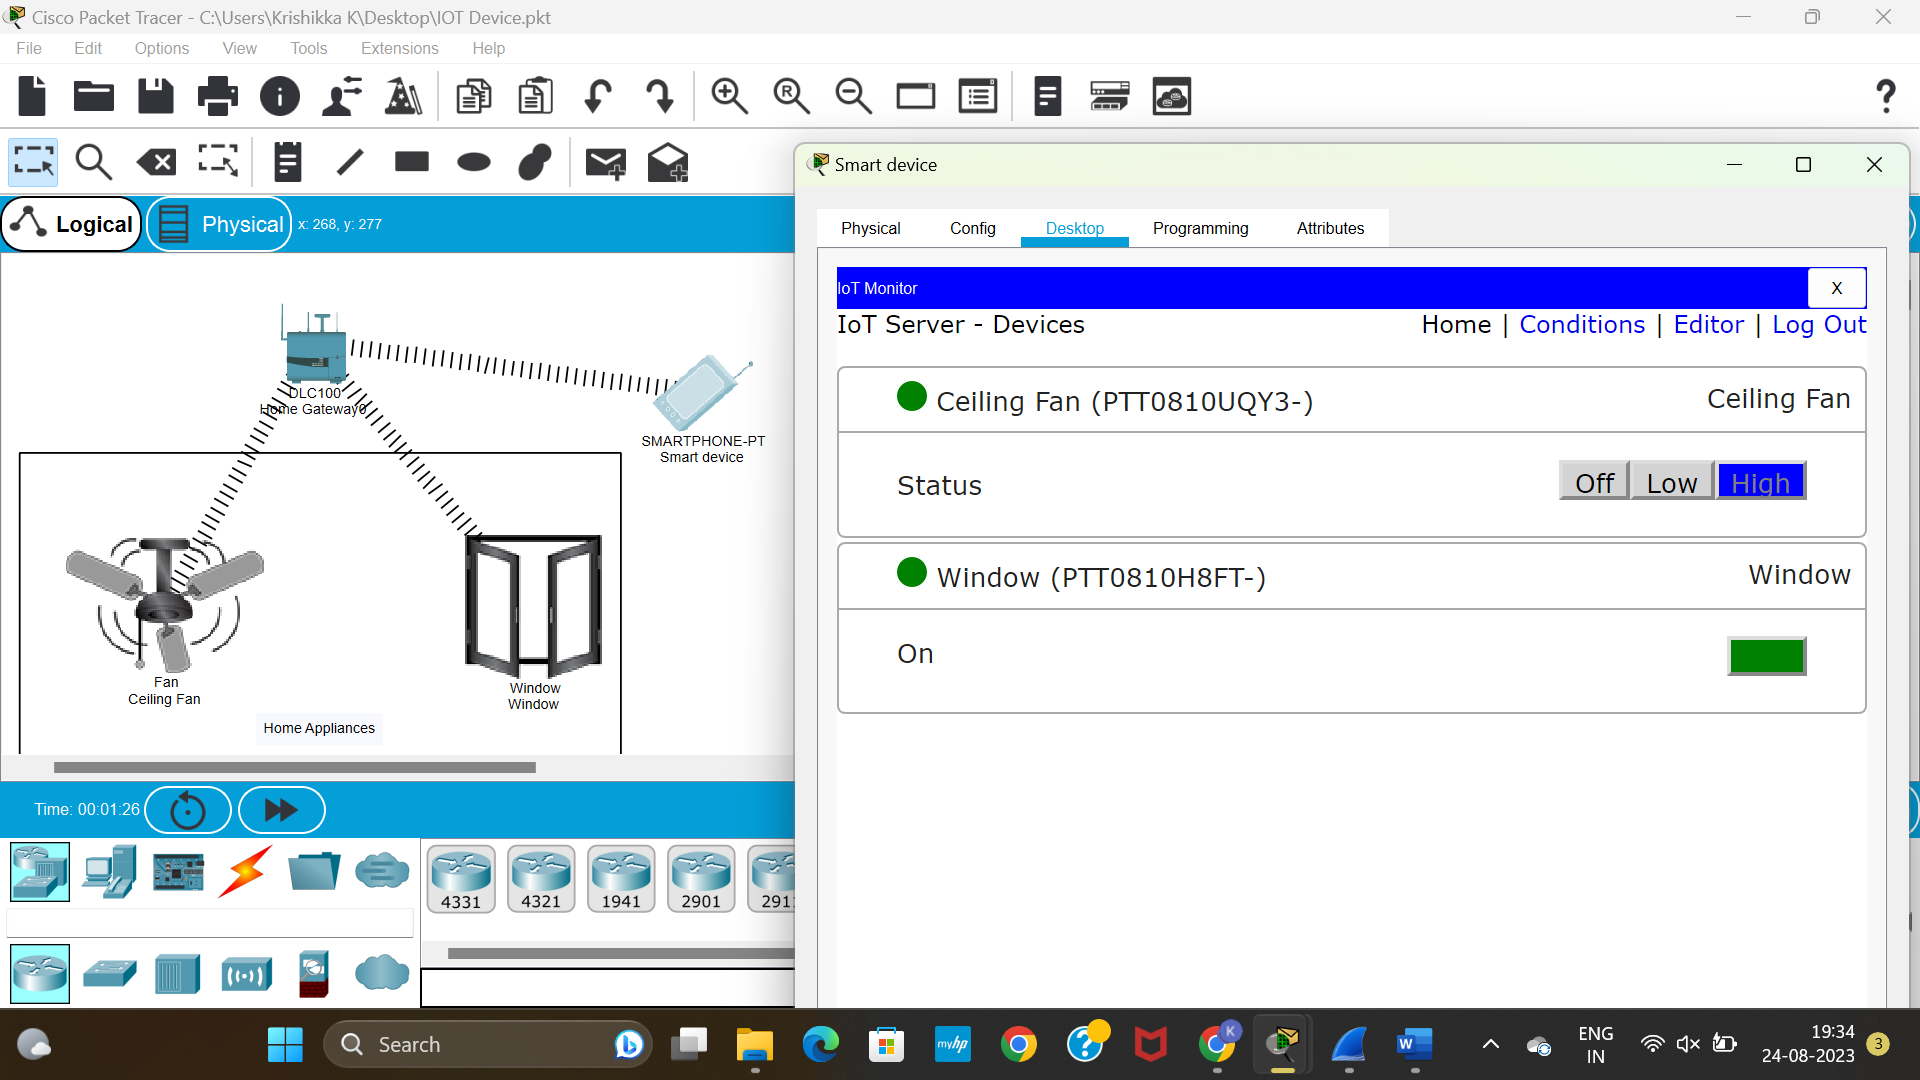 Cisco Packet Tracer - C:\Users\Krishikka K\Desktop\IOT Device.pkt
File Edit Options View Tools Extensions Help
R
R
?
Logical
Physical
x: 268, y: 277
Smart device
Physical Config Desktop Programming Attributes
IoT Monitor
X
IoT Server - Devices
Home | Conditions | Editor | Log Out
Ceiling Fan (PTT0810UQY3-)
Ceiling Fan
Status
Off Low High
Window (PTT0810H8FT-)
Window
On
DLC100
Home Gateway0
SMARTPHONE-PT
Smart device
Fan
Ceiling Fan
Window
Window
Home Appliances
Time: 00:01:26
4331 4321 1941 2901 291
Search
myhp
K
W
ENG
IN
19:34
24-08-2023
3